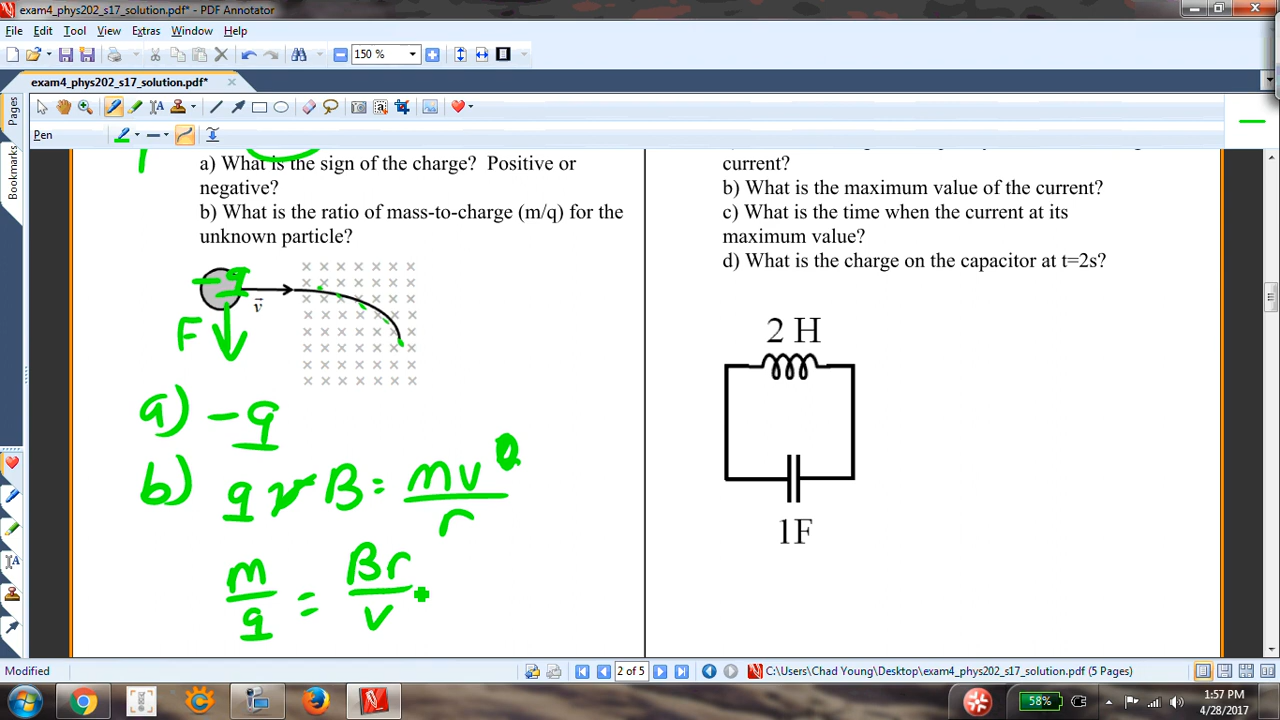 exam4_phys202_s17_solution.pdf* - PDF Annotator
File Edit Tool View Extras Window Help
150 %
exam4_phys202_s17_solution.pdf*
Pen
Pages
Bookmarks
a) What is the sign of the charge? Positive or
negative?
b) What is the ratio of mass-to-charge (m/q) for the
unknown particle?
-q
v
F
a) -q
b) qvB = mv²/r
m/q = Br/v
current?
b) What is the maximum value of the current?
c) What is the time when the current at its
maximum value?
d) What is the charge on the capacitor at t=2s?
2 H
1F
Modified
2 of 5
C:\Users\Chad Young\Desktop\exam4_phys202_s17_solution.pdf (5 Pages)
58%
1:57 PM
4/28/2017